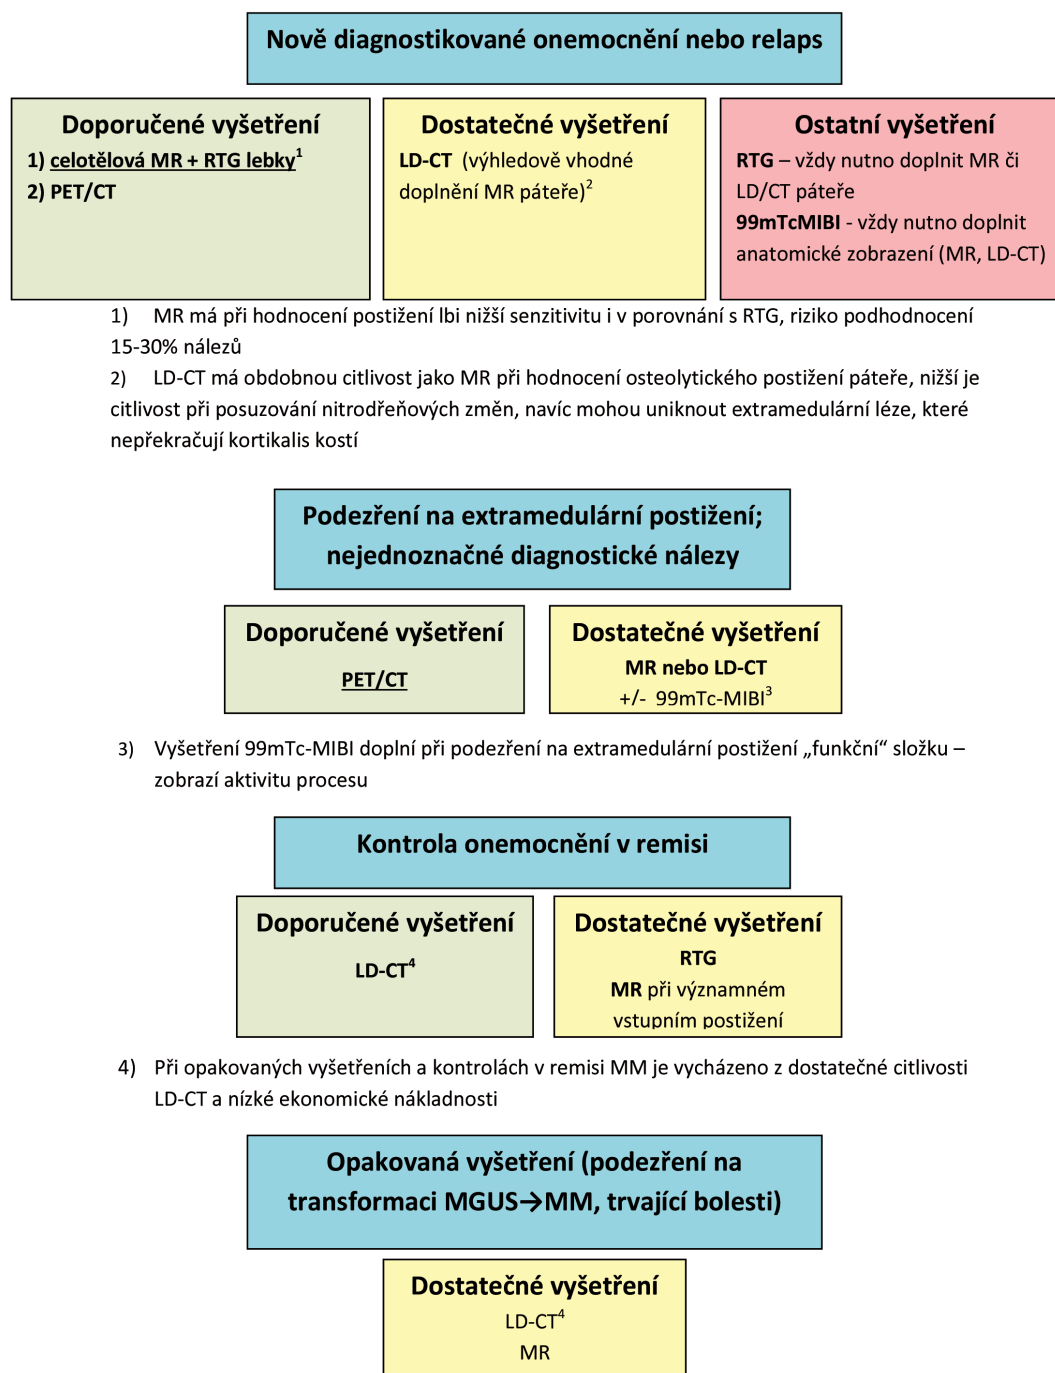 Nově diagnostikované onemocnění nebo relaps
Doporučené vyšetření
1) celotělová MR + RTG lebky1
2) PET/CT
Dostatečné vyšetření
LD-CT (výhledově vhodné
doplnění MR páteře)2
Ostatní vyšetření
RTG – vždy nutno doplnit MR či
LD/CT páteře
99mTcMIBI - vždy nutno doplnit
anatomické zobrazení (MR, LD-CT)
1) MR má při hodnocení postižení lbi nižší senzitivitu i v porovnání s RTG, riziko podhodnocení
15-30% nálezů
2) LD-CT má obdobnou citlivost jako MR při hodnocení osteolytického postižení páteře, nižší je
citlivost při posuzování nitrodřeňových změn, navíc mohou uniknout extramedulární léze, které
nepřekračují kortikalis kostí
Podezření na extramedulární postižení;
nejednoznačné diagnostické nálezy
Doporučené vyšetření
PET/CT
Dostatečné vyšetření
MR nebo LD-CT
+/- 99mTc-MIBI3
3) Vyšetření 99mTc-MIBI doplní při podezření na extramedulární postižení „funkční“ složku –
zobrazí aktivitu procesu
Kontrola onemocnění v remisi
Doporučené vyšetření
LD-CT4
Dostatečné vyšetření
RTG
MR při významném
vstupním postižení
4) Při opakovaných vyšetřeních a kontrolách v remisi MM je vycházeno z dostatečné citlivosti
LD-CT a nízké ekonomické nákladnosti
Opakovaná vyšetření (podezření na
transformaci MGUS→MM, trvající bolesti)
Dostatečné vyšetření
LD-CT4
MR